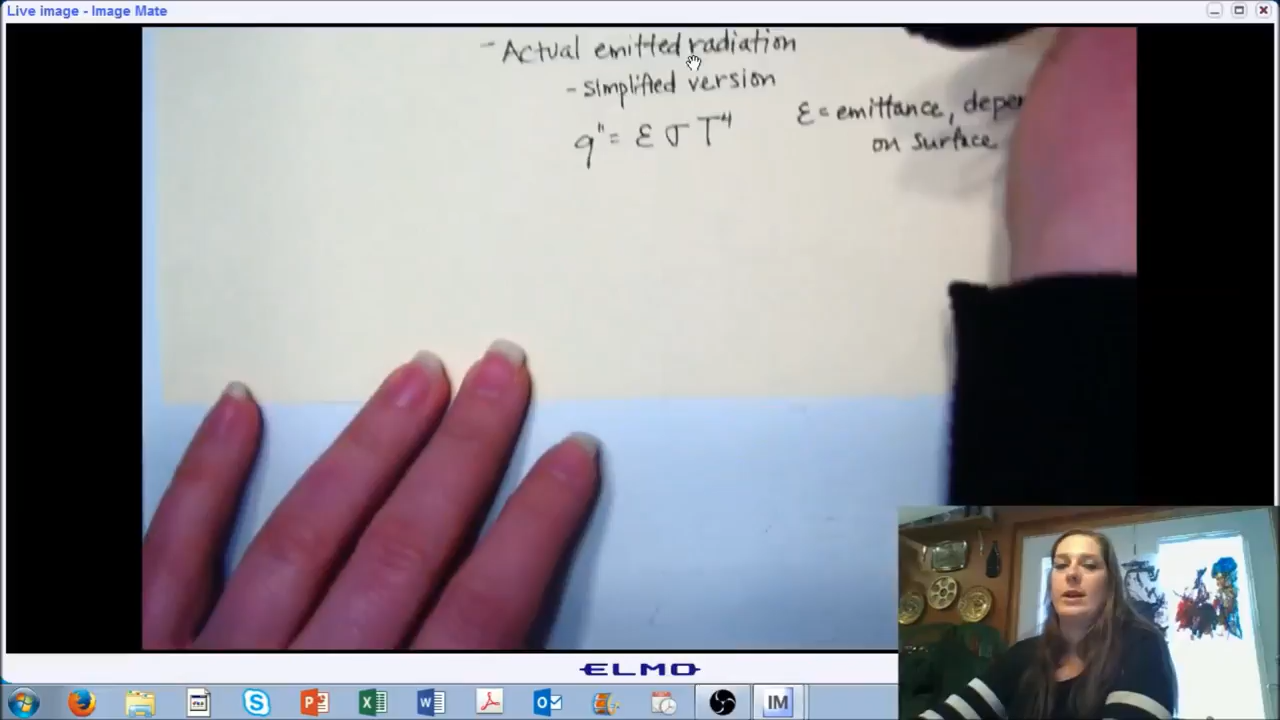 Live image - Image Mate
- Actual emitted radiation
- simplified version
q" = ε σ T⁴
ε = emittance, depen
on surface
ELMO
IM